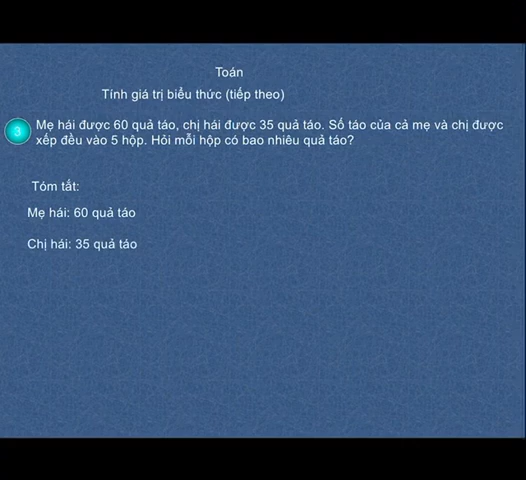 Toán
Tính giá trị biểu thức (tiếp theo)
3 Mẹ hái được 60 quả táo, chị hái được 35 quả táo. Số táo của cả mẹ và chị được
xếp đều vào 5 hộp. Hỏi mỗi hộp có bao nhiêu quả táo?
Tóm tắt:
Mẹ hái: 60 quả táo
Chị hái: 35 quả táo